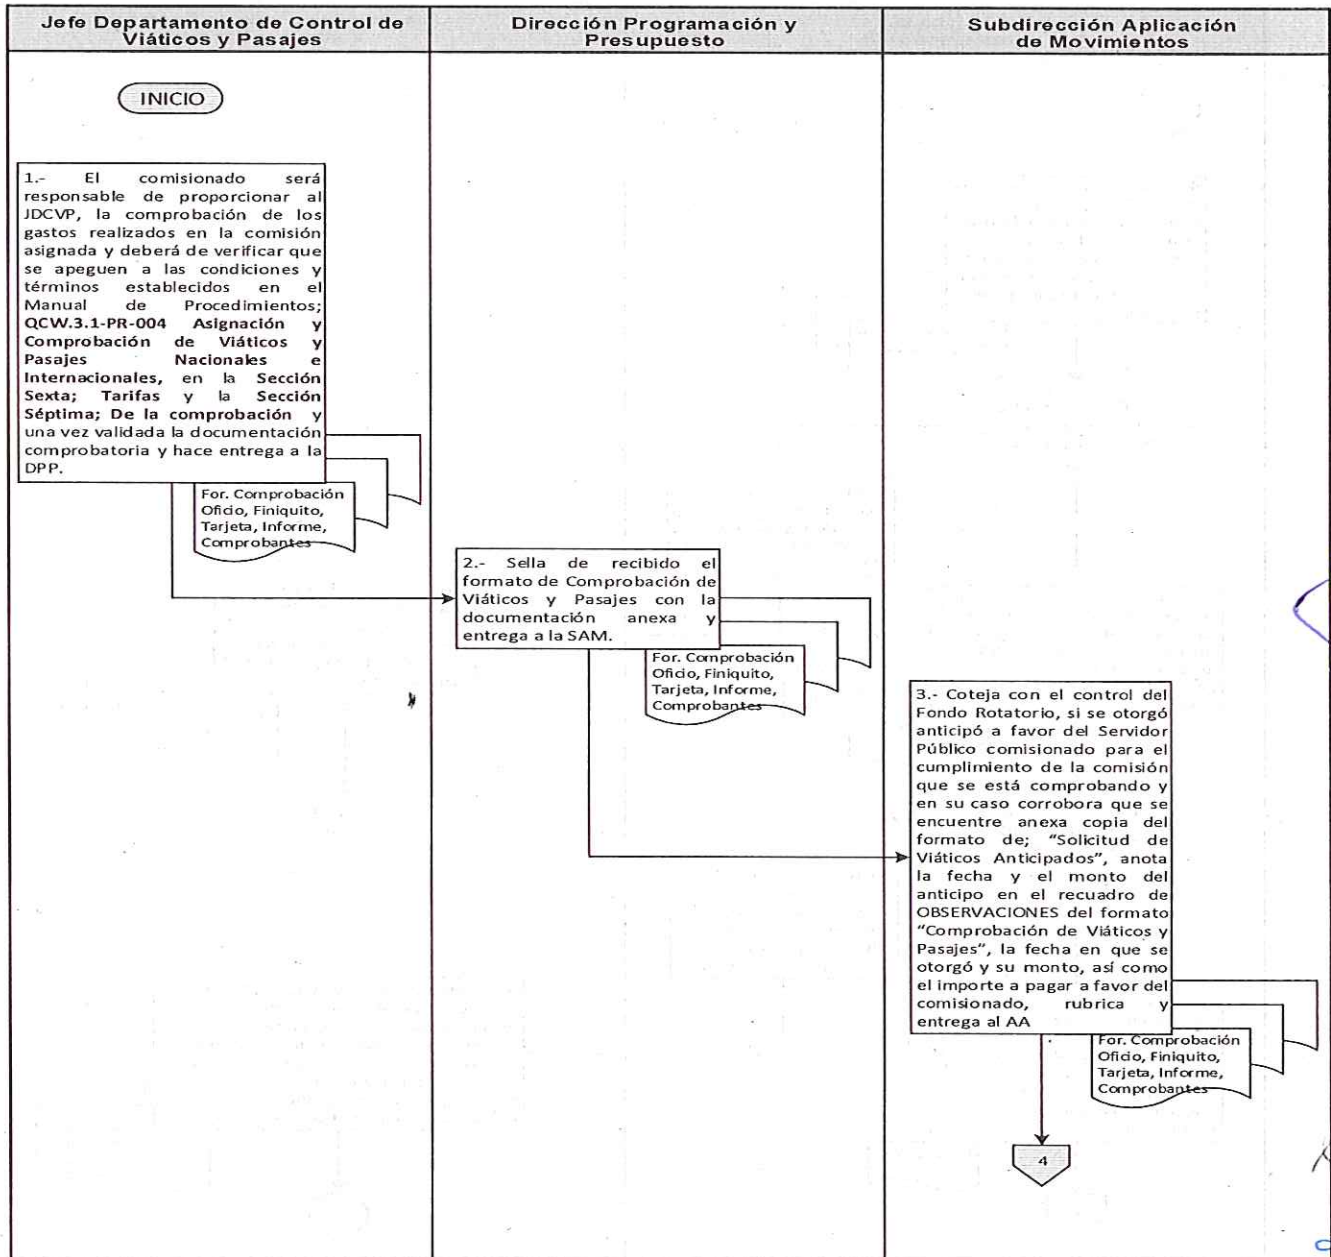 Jefe Departamento de Control de
Viáticos y Pasajes
Dirección Programación y
Presupuesto
Subdirección Aplicación
de Movimientos
INICIO
1.- El comisionado será
responsable de proporcionar al
JDCVP, la comprobación de los
gastos realizados en la comisión
asignada y deberá de verificar que
se apeguen a las condiciones y
términos establecidos en el
Manual de Procedimientos;
QCW.3.1-PR-004 Asignación y
Comprobación de Viáticos y
Pasajes Nacionales e
Internacionales, en la Sección
Sexta; Tarifas y la Sección
Séptima; De la comprobación y
una vez validada la documentación
comprobatoria y hace entrega a la
DPP.
For. Comprobación
Oficio, Finiquito,
Tarjeta, Informe,
Comprobantes
2.- Sella de recibido el
formato de Comprobación de
Viáticos y Pasajes con la
documentación anexa y
entrega a la SAM.
For. Comprobación
Oficio, Finiquito,
Tarjeta, Informe,
Comprobantes
3.- Coteja con el control del
Fondo Rotatorio, si se otorgó
anticipó a favor del Servidor
Público comisionado para el
cumplimiento de la comisión
que se está comprobando y
en su caso corrobora que se
encuentre anexa copia del
formato de; “Solicitud de
Viáticos Anticipados”, anota
la fecha y el monto del
anticipo en el recuadro de
OBSERVACIONES del formato
“Comprobación de Viáticos y
Pasajes”, la fecha en que se
otorgó y su monto, así como
el importe a pagar a favor del
comisionado, rubrica y
entrega al AA
For. Comprobación
Oficio, Finiquito,
Tarjeta, Informe,
Comprobantes
4